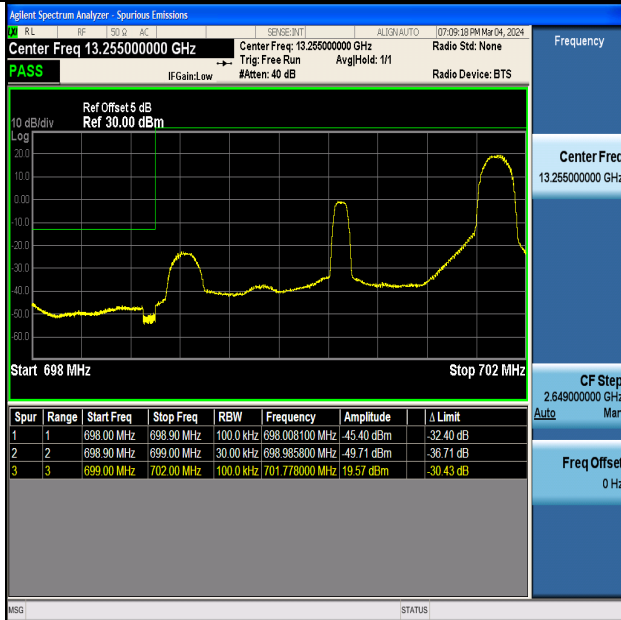 Agilent Spectrum Analyzer - Spurious Emissions
RL RF 50 Ω AC SENSE:INT ALIGN AUTO 07:09:18 PM Mar 04, 2024
Center Freq 13.255000000 GHz
Center Freq: 13.255000000 GHz
Radio Std: None
Trig: Free Run Avg|Hold: 1/1
PASS
IFGain:Low
#Atten: 40 dB
Radio Device: BTS
Ref Offset 5 dB
10 dB/div Ref 30.00 dBm
Log
20.0
10.0
0.00
-10.0
-20.0
-30.0
-40.0
-50.0
-60.0
Start 698 MHz Stop 702 MHz
Spur Range Start Freq Stop Freq RBW Frequency Amplitude Δ Limit
1 1 698.00 MHz 698.90 MHz 100.0 kHz 698.008100 MHz -45.40 dBm -32.40 dB
2 2 698.90 MHz 699.00 MHz 30.00 kHz 698.985800 MHz -49.71 dBm -36.71 dB
3 3 699.00 MHz 702.00 MHz 100.0 kHz 701.778000 MHz 19.57 dBm -30.43 dB
MSG STATUS
Frequency
Center Freq
13.255000000 GHz
CF Step
2.649000000 GHz
Auto Man
Freq Offset
0 Hz